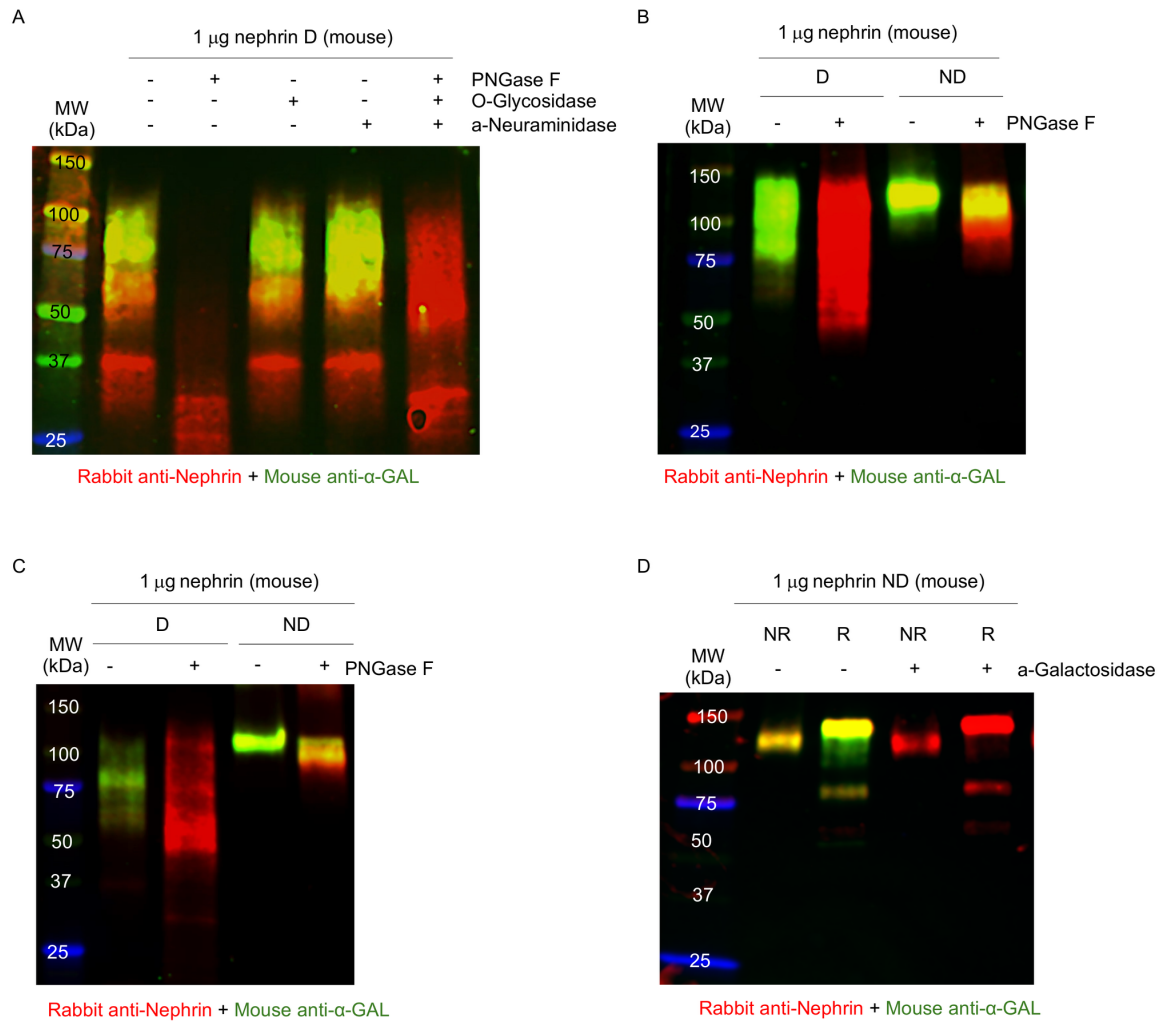 A
1 μg nephrin D (mouse)
- + - - + PNGase F
- - + - + O-Glycosidase
- - - + + a-Neuraminidase
MW
(kDa)
150
100
75
50
37
25
Rabbit anti-Nephrin + Mouse anti-α-GAL
B
1 μg nephrin (mouse)
D ND
MW
(kDa)
- + - + PNGase F
150
100
75
50
37
25
Rabbit anti-Nephrin + Mouse anti-α-GAL
C
1 μg nephrin (mouse)
D ND
MW
(kDa)
- + - + PNGase F
150
100
75
50
37
25
Rabbit anti-Nephrin + Mouse anti-α-GAL
D
1 μg nephrin ND (mouse)
NR R NR R
MW
(kDa)
- - + + a-Galactosidase
150
100
75
50
37
25
Rabbit anti-Nephrin + Mouse anti-α-GAL